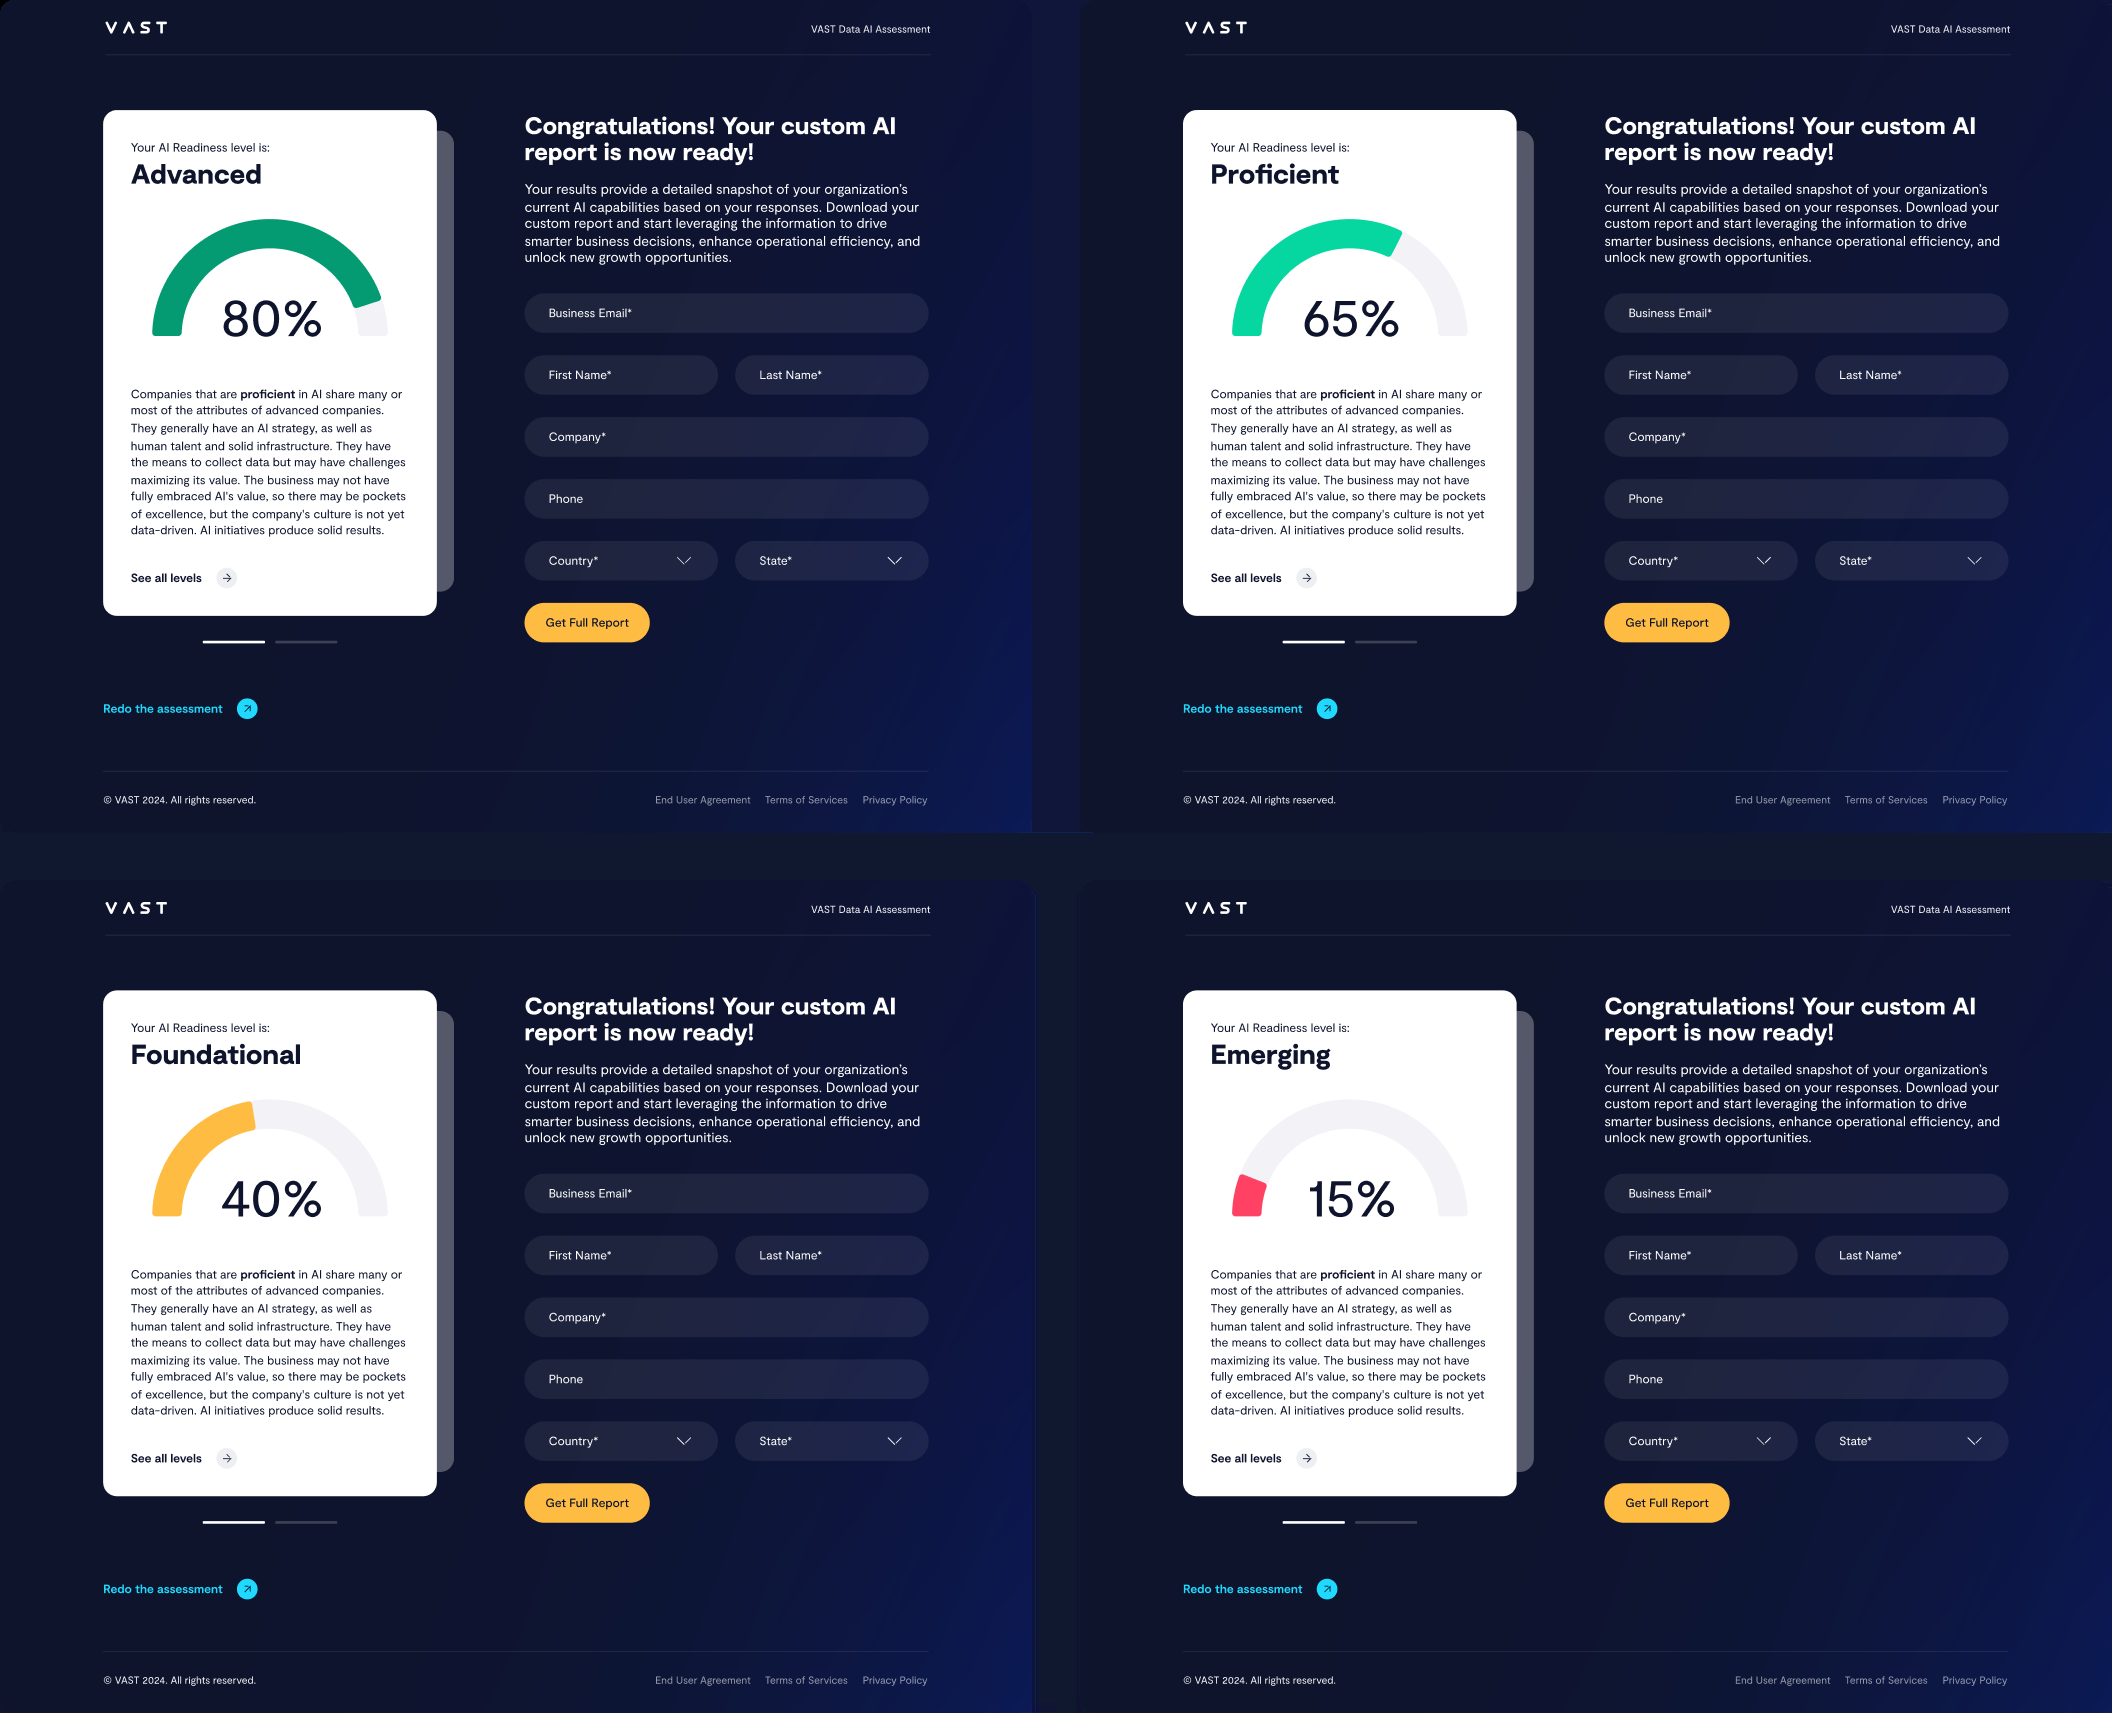 VAST
VAST Data AI Assessment
Your AI Readiness level is:
Advanced
80%
Companies that are proficient in AI share many or
most of the attributes of advanced companies.
They generally have an AI strategy, as well as
human talent and solid infrastructure. They have
the means to collect data but may have challenges
maximizing its value. The business may not have
fully embraced AI's value, so there may be pockets
of excellence, but the company's culture is not yet
data-driven. AI initiatives produce solid results.
See all levels
Congratulations! Your custom AI
report is now ready!
Your results provide a detailed snapshot of your organization's
current AI capabilities based on your responses. Download your
custom report and start leveraging the information to drive
smarter business decisions, enhance operational efficiency, and
unlock new growth opportunities.
Business Email*
First Name*
Last Name*
Company*
Phone
Country*
State*
Get Full Report
Redo the assessment
© VAST 2024. All rights reserved.
End User Agreement
Terms of Services
Privacy Policy
VAST
VAST Data AI Assessment
Your AI Readiness level is:
Proficient
65%
Companies that are proficient in AI share many or
most of the attributes of advanced companies.
They generally have an AI strategy, as well as
human talent and solid infrastructure. They have
the means to collect data but may have challenges
maximizing its value. The business may not have
fully embraced AI's value, so there may be pockets
of excellence, but the company's culture is not yet
data-driven. AI initiatives produce solid results.
See all levels
Congratulations! Your custom AI
report is now ready!
Your results provide a detailed snapshot of your organization's
current AI capabilities based on your responses. Download your
custom report and start leveraging the information to drive
smarter business decisions, enhance operational efficiency, and
unlock new growth opportunities.
Business Email*
First Name*
Last Name*
Company*
Phone
Country*
State*
Get Full Report
Redo the assessment
© VAST 2024. All rights reserved.
End User Agreement
Terms of Services
Privacy Policy
VAST
VAST Data AI Assessment
Your AI Readiness level is:
Foundational
40%
Companies that are proficient in AI share many or
most of the attributes of advanced companies.
They generally have an AI strategy, as well as
human talent and solid infrastructure. They have
the means to collect data but may have challenges
maximizing its value. The business may not have
fully embraced AI's value, so there may be pockets
of excellence, but the company's culture is not yet
data-driven. AI initiatives produce solid results.
See all levels
Congratulations! Your custom AI
report is now ready!
Your results provide a detailed snapshot of your organization's
current AI capabilities based on your responses. Download your
custom report and start leveraging the information to drive
smarter business decisions, enhance operational efficiency, and
unlock new growth opportunities.
Business Email*
First Name*
Last Name*
Company*
Phone
Country*
State*
Get Full Report
Redo the assessment
© VAST 2024. All rights reserved.
End User Agreement
Terms of Services
Privacy Policy
VAST
VAST Data AI Assessment
Your AI Readiness level is:
Emerging
15%
Companies that are proficient in AI share many or
most of the attributes of advanced companies.
They generally have an AI strategy, as well as
human talent and solid infrastructure. They have
the means to collect data but may have challenges
maximizing its value. The business may not have
fully embraced AI's value, so there may be pockets
of excellence, but the company's culture is not yet
data-driven. AI initiatives produce solid results.
See all levels
Congratulations! Your custom AI
report is now ready!
Your results provide a detailed snapshot of your organization's
current AI capabilities based on your responses. Download your
custom report and start leveraging the information to drive
smarter business decisions, enhance operational efficiency, and
unlock new growth opportunities.
Business Email*
First Name*
Last Name*
Company*
Phone
Country*
State*
Get Full Report
Redo the assessment
© VAST 2024. All rights reserved.
End User Agreement
Terms of Services
Privacy Policy